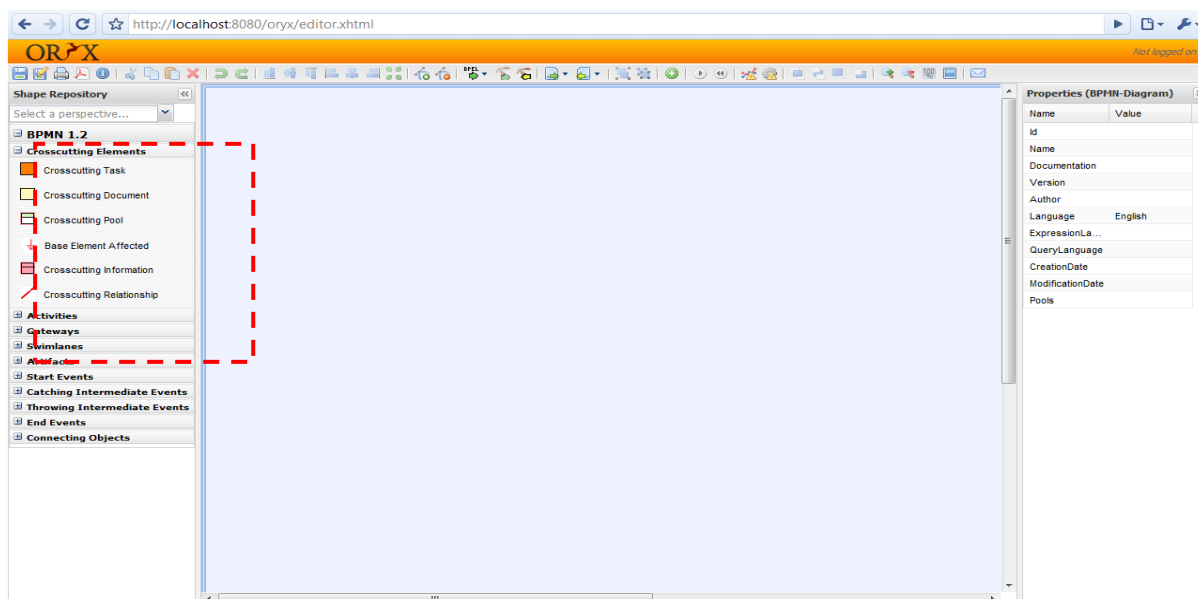 http://localhost:8080/oryx/editor.xhtml
ORYX
Not logged on
BPEL
100
Shape Repository
Select a perspective...
BPMN 1.2
Crosscutting Elements
Crosscutting Task
Crosscutting Document
Crosscutting Pool
Base Element Affected
Crosscutting Information
Crosscutting Relationship
Activities
Gateways
Swimlanes
Artifacts
Start Events
Catching Intermediate Events
Throwing Intermediate Events
End Events
Connecting Objects
Properties (BPMN-Diagram)
Name Value
Id
Name
Documentation
Version
Author
Language English
ExpressionLa...
QueryLanguage
CreationDate
ModificationDate
Pools